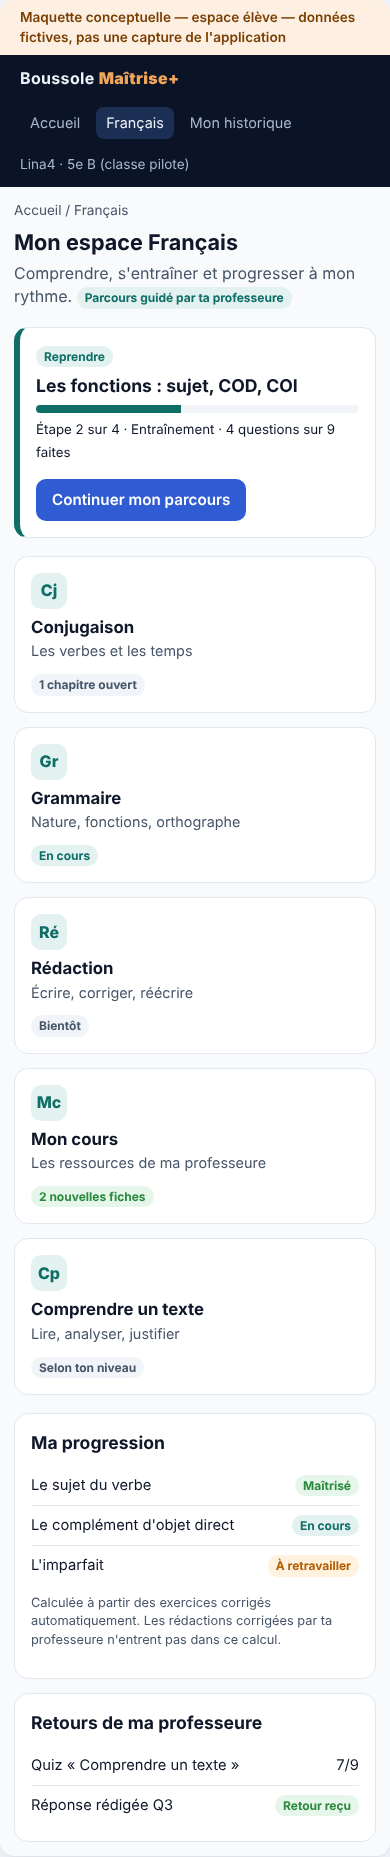 Maquette conceptuelle — espace élève — données
fictives, pas une capture de l'application
Boussole Maîtrise+
Accueil Français Mon historique
Lina4 · 5e B (classe pilote)
Accueil / Français
Mon espace Français
Comprendre, s'entraîner et progresser à mon
rythme. Parcours guidé par ta professeure
Reprendre
Les fonctions : sujet, COD, COI
Étape 2 sur 4 · Entraînement · 4 questions sur 9
faites
Continuer mon parcours
Cj
Conjugaison
Les verbes et les temps
1 chapitre ouvert
Gr
Grammaire
Nature, fonctions, orthographe
En cours
Ré
Rédaction
Écrire, corriger, réécrire
Bientôt
Mc
Mon cours
Les ressources de ma professeure
2 nouvelles fiches
Cp
Comprendre un texte
Lire, analyser, justifier
Selon ton niveau
Ma progression
Le sujet du verbe Maîtrisé
Le complément d'objet direct En cours
L'imparfait À retravailler
Calculée à partir des exercices corrigés
automatiquement. Les rédactions corrigées par ta
professeure n'entrent pas dans ce calcul.
Retours de ma professeure
Quiz « Comprendre un texte » 7/9
Réponse rédigée Q3 Retour reçu